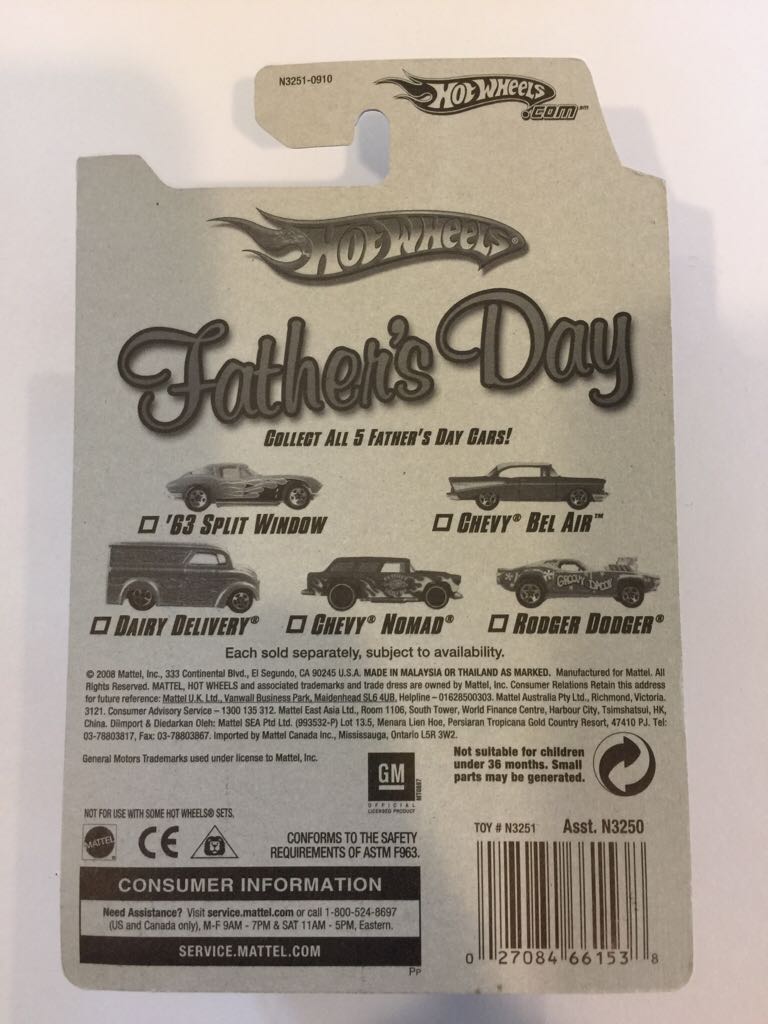 N3251-0910
HOT WHEELS
.COM℠
HOT WHEELS®
Father's Day
COLLECT ALL 5 FATHER'S DAY CARS!
'63 SPLIT WINDOW
CHEVY® BEL AIR™
GROOVY DADDY
DAIRY DELIVERY®
CHEVY® NOMAD®
RODGER DODGER®
Each sold separately, subject to availability.
© 2008 Mattel, Inc., 333 Continental Blvd., El Segundo, CA 90245 U.S.A. MADE IN MALAYSIA OR THAILAND AS MARKED. Manufactured for Mattel. All
Rights Reserved. MATTEL, HOT WHEELS and associated trademarks and trade dress are owned by Mattel, Inc. Consumer Relations Retain this address
for future reference: Mattel U.K. Ltd., Vanwall Business Park, Maidenhead SL6 4UB, Helpline – 01628500303. Mattel Australia Pty Ltd., Richmond, Victoria.
3121. Consumer Advisory Service – 1300 135 312. Mattel East Asia Ltd., Room 1106, South Tower, World Finance Centre, Harbour City, Tsimshatsui, HK,
China. Diimport & Diedarkan Oleh: Mattel SEA Ptd Ltd. (993532-P) Lot 13.5, Menara Lien Hoe, Persiaran Tropicana Gold Country Resort, 47410 PJ. Tel:
03-78803817, Fax: 03-78803867. Imported by Mattel Canada Inc., Mississauga, Ontario L5R 3W2.
General Motors Trademarks used under license to Mattel, Inc.
GM
OFFICIAL
LICENSED PRODUCT
Not suitable for children
under 36 months. Small
parts may be generated.
NOT FOR USE WITH SOME HOT WHEELS® SETS.
MATTEL
CE
CONFORMS TO THE SAFETY
REQUIREMENTS OF ASTM F963.
TOY # N3251 Asst. N3250
CONSUMER INFORMATION
Need Assistance? Visit service.mattel.com or call 1-800-524-8697
(US and Canada only), M-F 9AM - 7PM & SAT 11AM - 5PM, Eastern.
SERVICE.MATTEL.COM
PP
0 27084 66153 8